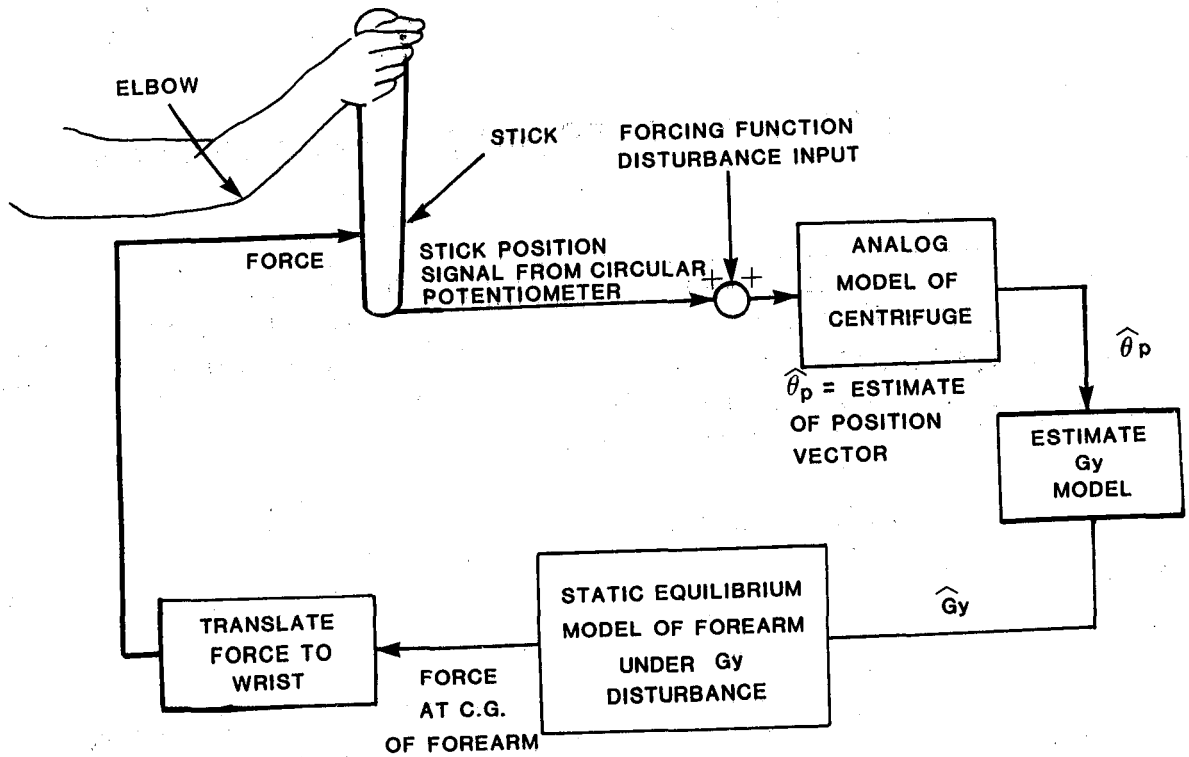 ELBOW
STICK
FORCING FUNCTION
DISTURBANCE INPUT
FORCE
STICK POSITION
SIGNAL FROM CIRCULAR
POTENTIOMETER
+ +
ANALOG
MODEL OF
CENTRIFUGE
θ̂p
θ̂p = ESTIMATE
OF POSITION
VECTOR
ESTIMATE
Gy
MODEL
Ĝy
STATIC EQUILIBRIUM
MODEL OF FOREARM
UNDER Gy
DISTURBANCE
FORCE
AT C.G.
OF FOREARM
TRANSLATE
FORCE TO
WRIST